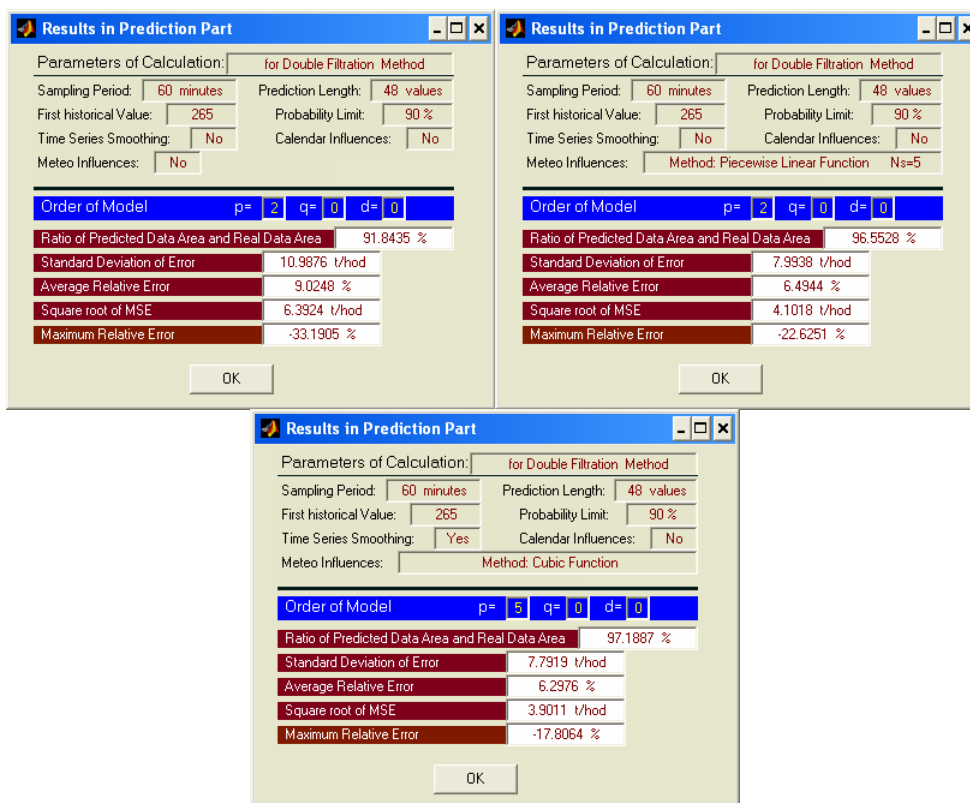 Results in Prediction Part
Parameters of Calculation: for Double Filtration Method
Sampling Period: 60 minutes Prediction Length: 48 values
First historical Value: 265 Probability Limit: 90 %
Time Series Smoothing: No Calendar Influences: No
Meteo Influences: No
Order of Model p= 2 q= 0 d= 0
Ratio of Predicted Data Area and Real Data Area 91.8435 %
Standard Deviation of Error 10.9876 t/hod
Average Relative Error 9.0248 %
Square root of MSE 6.3924 t/hod
Maximum Relative Error -33.1905 %
OK
Results in Prediction Part
Parameters of Calculation: for Double Filtration Method
Sampling Period: 60 minutes Prediction Length: 48 values
First historical Value: 265 Probability Limit: 90 %
Time Series Smoothing: No Calendar Influences: No
Meteo Influences: Method: Piecewise Linear Function Ns=5
Order of Model p= 2 q= 0 d= 0
Ratio of Predicted Data Area and Real Data Area 96.5528 %
Standard Deviation of Error 7.9938 t/hod
Average Relative Error 6.4944 %
Square root of MSE 4.1018 t/hod
Maximum Relative Error -22.6251 %
OK
Results in Prediction Part
Parameters of Calculation: for Double Filtration Method
Sampling Period: 60 minutes Prediction Length: 48 values
First historical Value: 265 Probability Limit: 90 %
Time Series Smoothing: Yes Calendar Influences: No
Meteo Influences: Method: Cubic Function
Order of Model p= 5 q= 0 d= 0
Ratio of Predicted Data Area and Real Data Area 97.1887 %
Standard Deviation of Error 7.7919 t/hod
Average Relative Error 6.2976 %
Square root of MSE 3.9011 t/hod
Maximum Relative Error -17.8064 %
OK